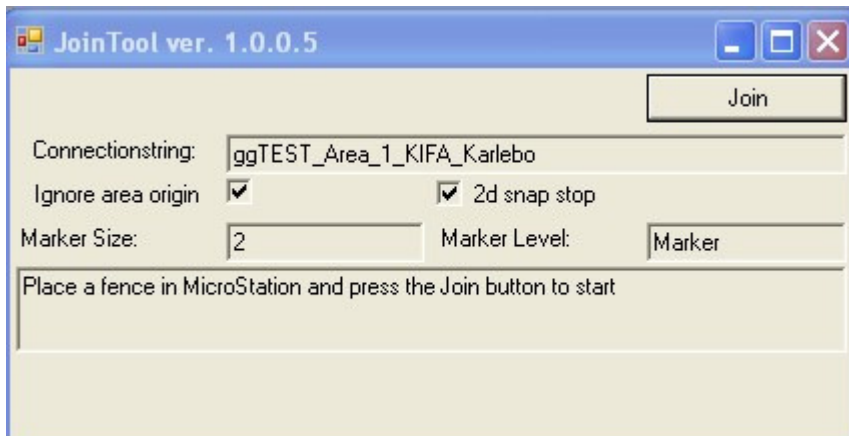 JoinTool ver. 1.0.0.5
Join
Connectionstring: ggTEST_Area_1_KIFA_Karlebo
Ignore area origin 2d snap stop
Marker Size: 2 Marker Level: Marker
Place a fence in MicroStation and press the Join button to start